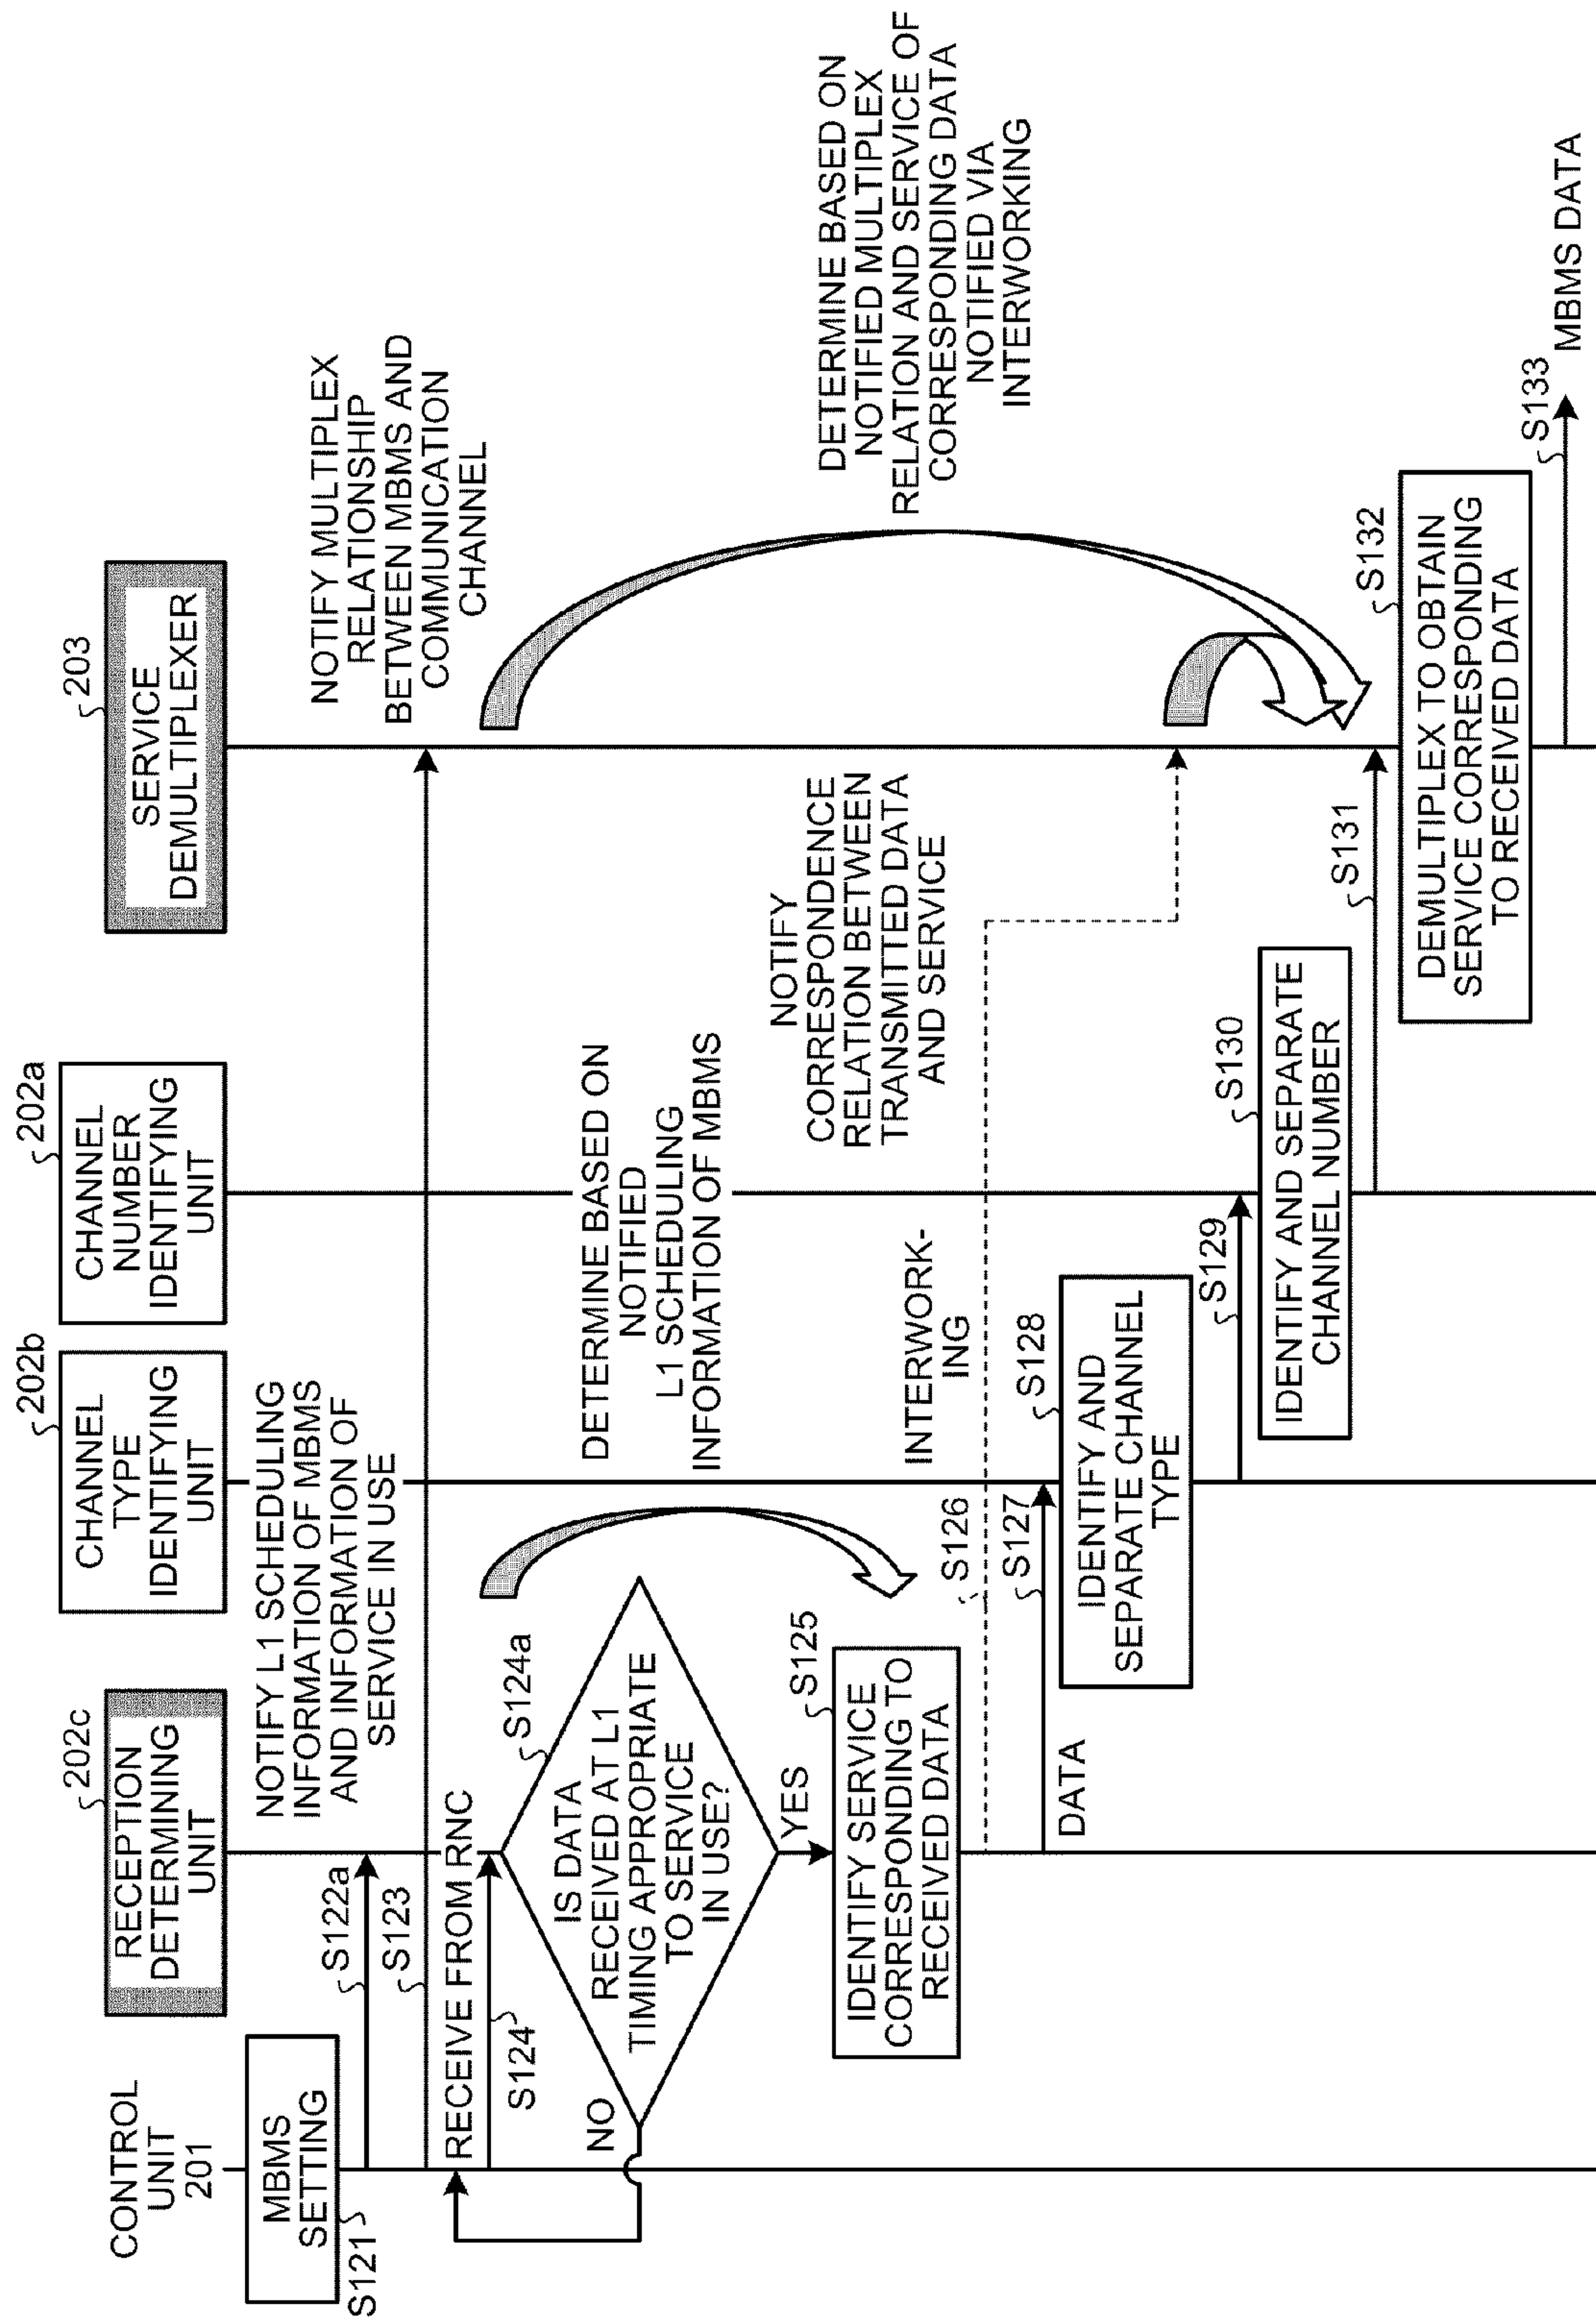 CONTROL
UNIT
201
MBMS
SETTING
S121
202c
RECEPTION
DETERMINING
UNIT
202b
CHANNEL
TYPE
IDENTIFYING
UNIT
202a
CHANNEL
NUMBER
IDENTIFYING
UNIT
203
SERVICE
DEMULTIPLEXER
NOTIFY L1 SCHEDULING
INFORMATION OF MBMS
AND INFORMATION OF
SERVICE IN USE
S122a
S123
NOTIFY MULTIPLEX
RELATIONSHIP
BETWEEN MBMS AND
COMMUNICATION
CHANNEL
RECEIVE FROM RNC
S124
S124a
IS DATA
RECEIVED AT L1
TIMING APPROPRIATE
TO SERVICE
IN USE?
NO
YES
DETERMINE BASED ON
NOTIFIED
L1 SCHEDULING
INFORMATION OF MBMS
S125
IDENTIFY SERVICE
CORRESPONDING TO
RECEIVED DATA
S126
INTERWORK-
ING
NOTIFY
CORRESPONDENCE
RELATION BETWEEN
TRANSMITTED DATA
AND SERVICE
DETERMINE BASED ON
NOTIFIED MULTIPLEX
RELATION AND SERVICE OF
CORRESPONDING DATA
NOTIFIED VIA
INTERWORKING
S127
DATA
S128
IDENTIFY AND
SEPARATE CHANNEL
TYPE
S129
S130
IDENTIFY AND SEPARATE
CHANNEL NUMBER
S131
S132
DEMULTIPLEX TO OBTAIN
SERVICE CORRESPONDING
TO RECEIVED DATA
S133
MBMS DATA